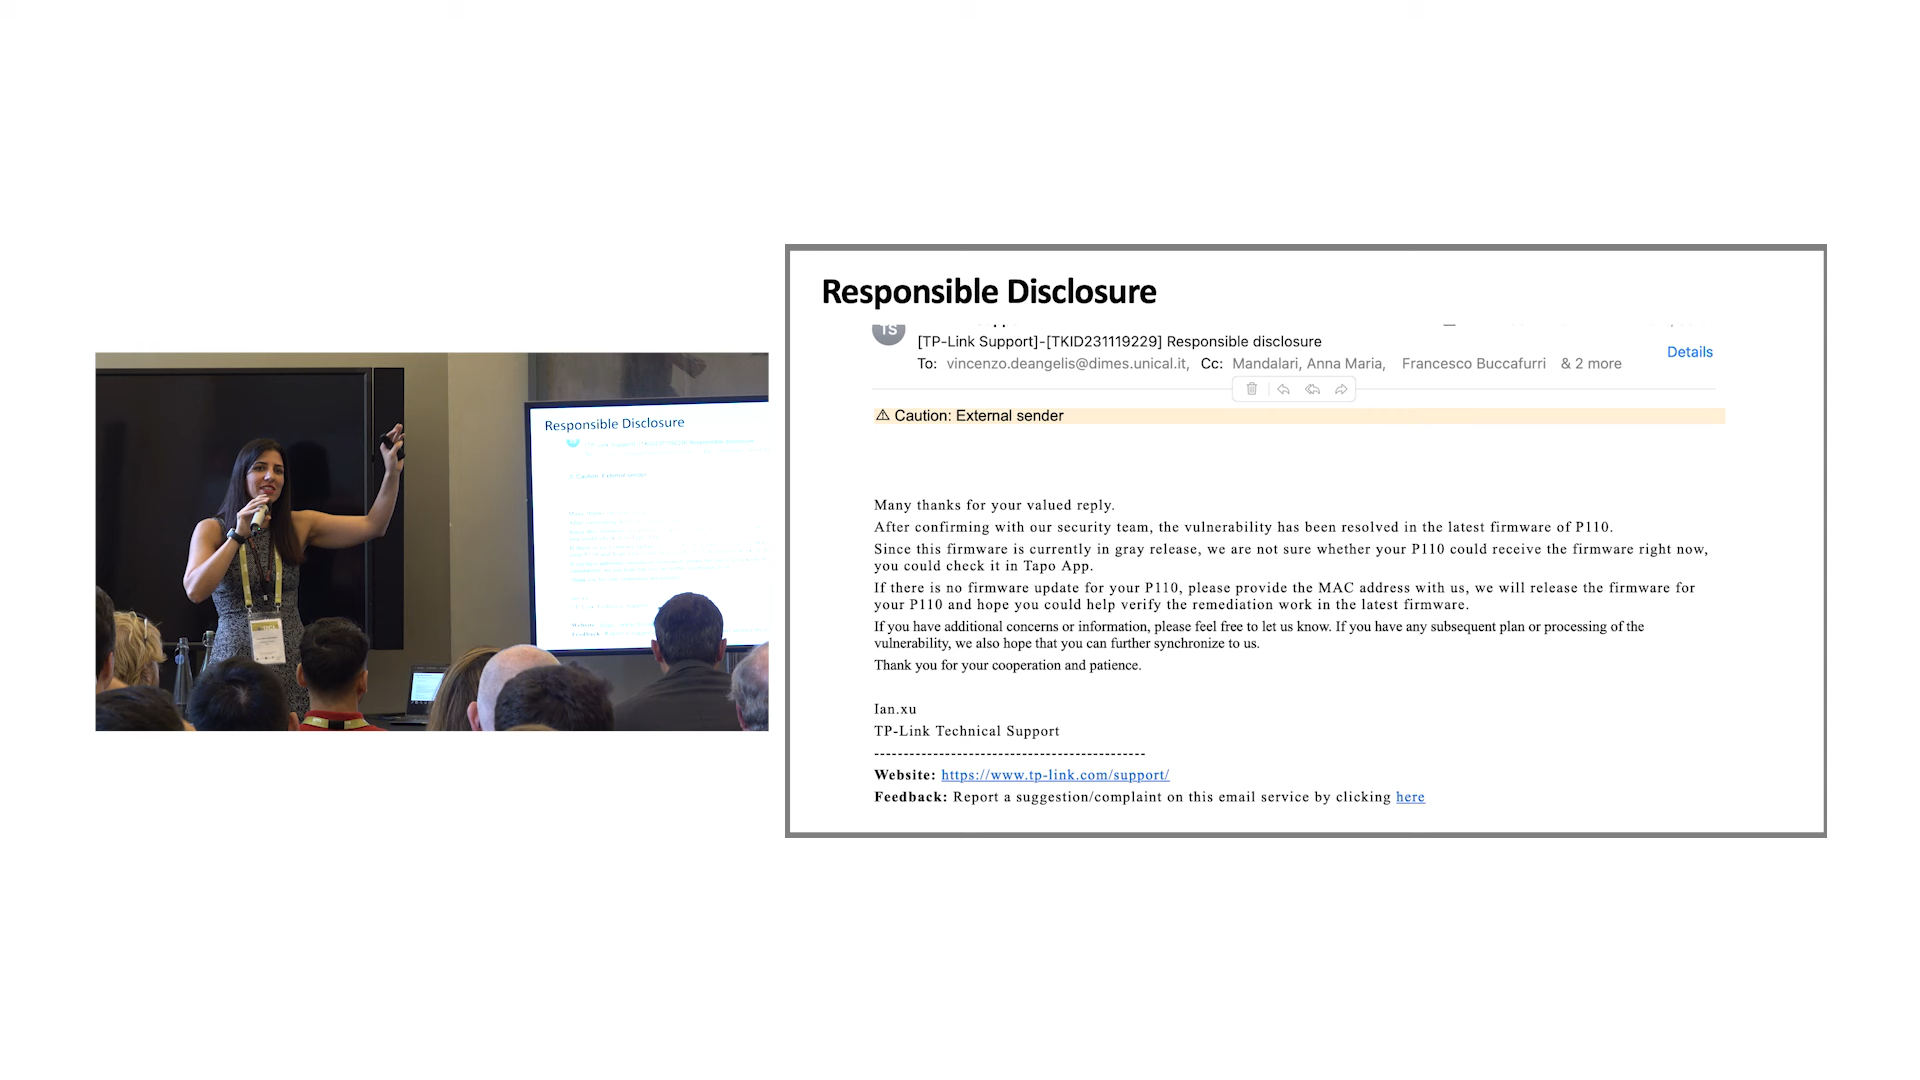 Responsible Disclosure
Responsible Disclosure
TS
[TP-Link Support]-[TKID231119229] Responsible disclosure
Details
To: vincenzo.deangelis@dimes.unical.it, Cc: Mandalari, Anna Maria, Francesco Buccafurri & 2 more
⚠ Caution: External sender
Many thanks for your valued reply.
After confirming with our security team, the vulnerability has been resolved in the latest firmware of P110.
Since this firmware is currently in gray release, we are not sure whether your P110 could receive the firmware right now,
you could check it in Tapo App.
If there is no firmware update for your P110, please provide the MAC address with us, we will release the firmware for
your P110 and hope you could help verify the remediation work in the latest firmware.
If you have additional concerns or information, please feel free to let us know. If you have any subsequent plan or processing of the
vulnerability, we also hope that you can further synchronize to us.
Thank you for your cooperation and patience.
Ian.xu
TP-Link Technical Support
----------------------------------------------
Website: https://www.tp-link.com/support/
Feedback: Report a suggestion/complaint on this email service by clicking here